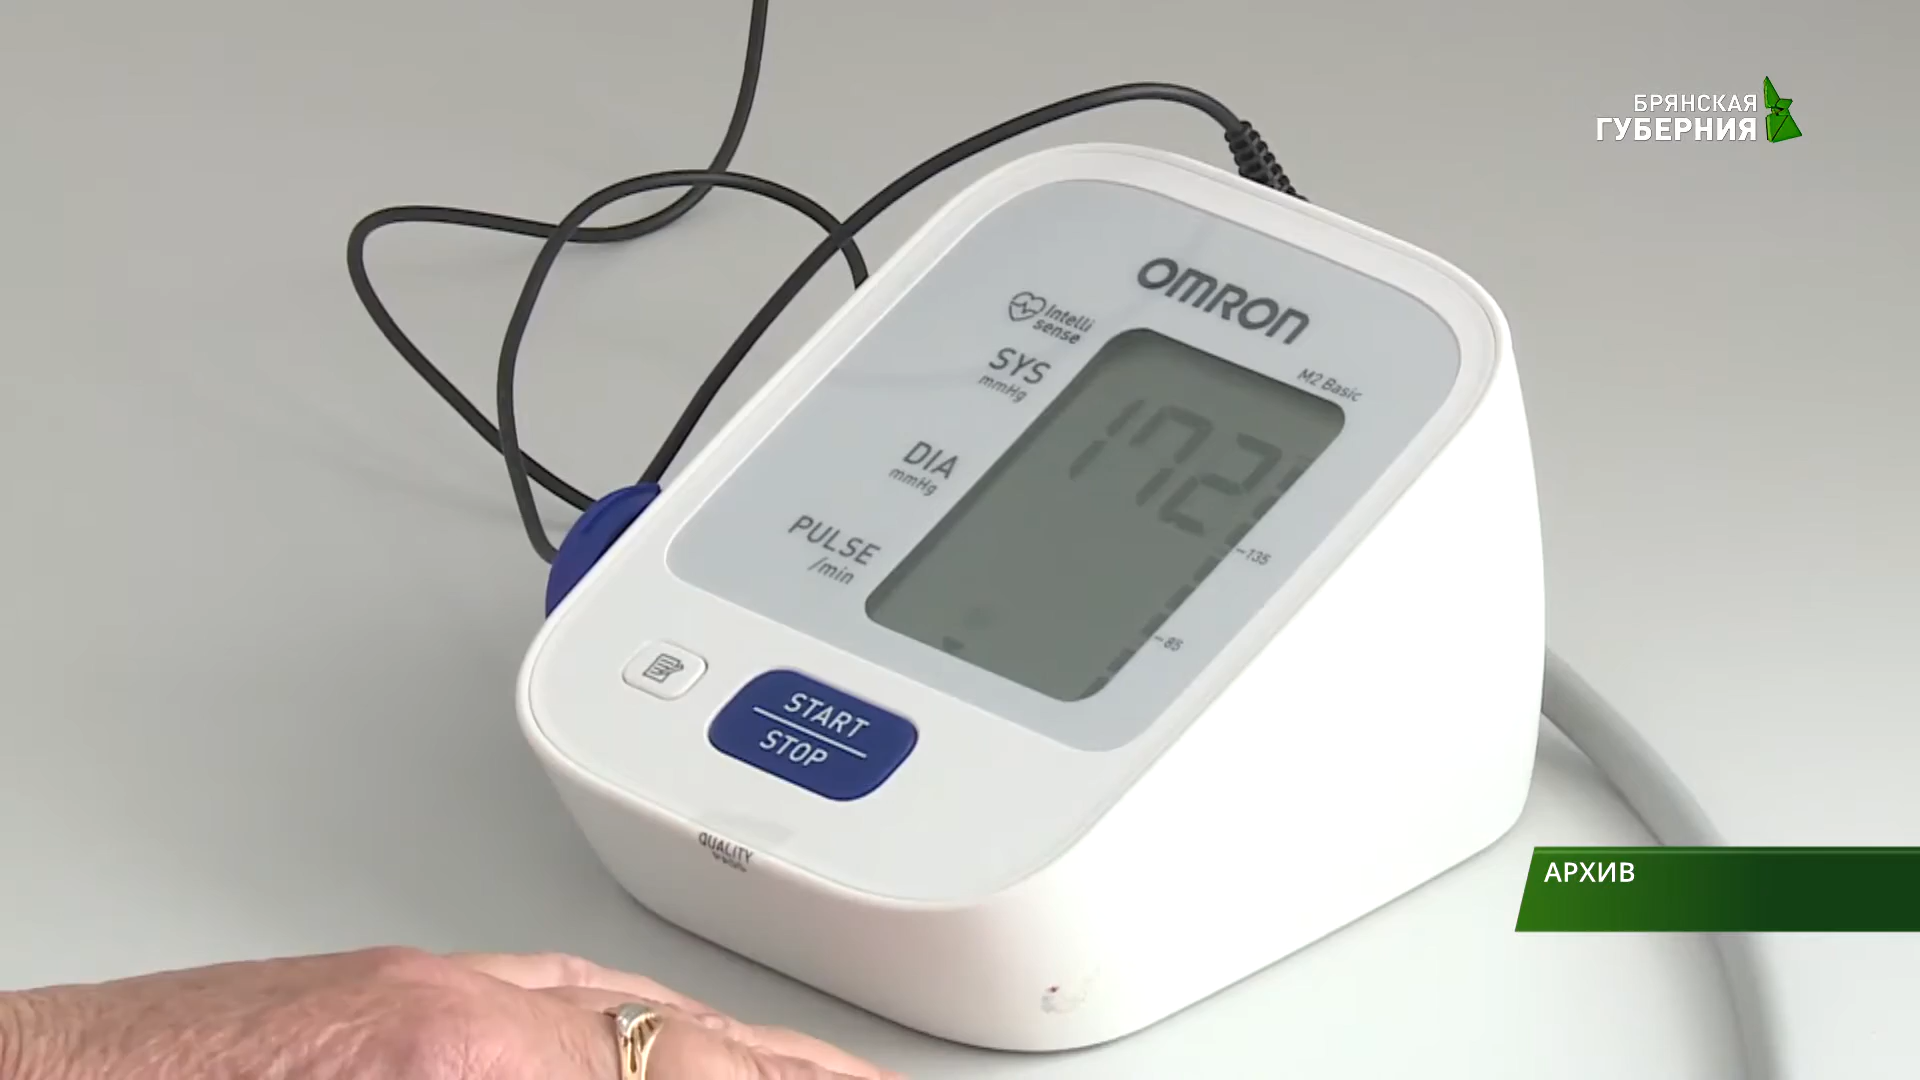 БРЯНСКАЯ
ГУБЕРНИЯ
OMRON
Intelli
sense
SYS
mmHg
M2 Basic
172
DIA
mmHg
PULSE
/min
-135
-85
START
STOP
QUALITY
АРХИВ